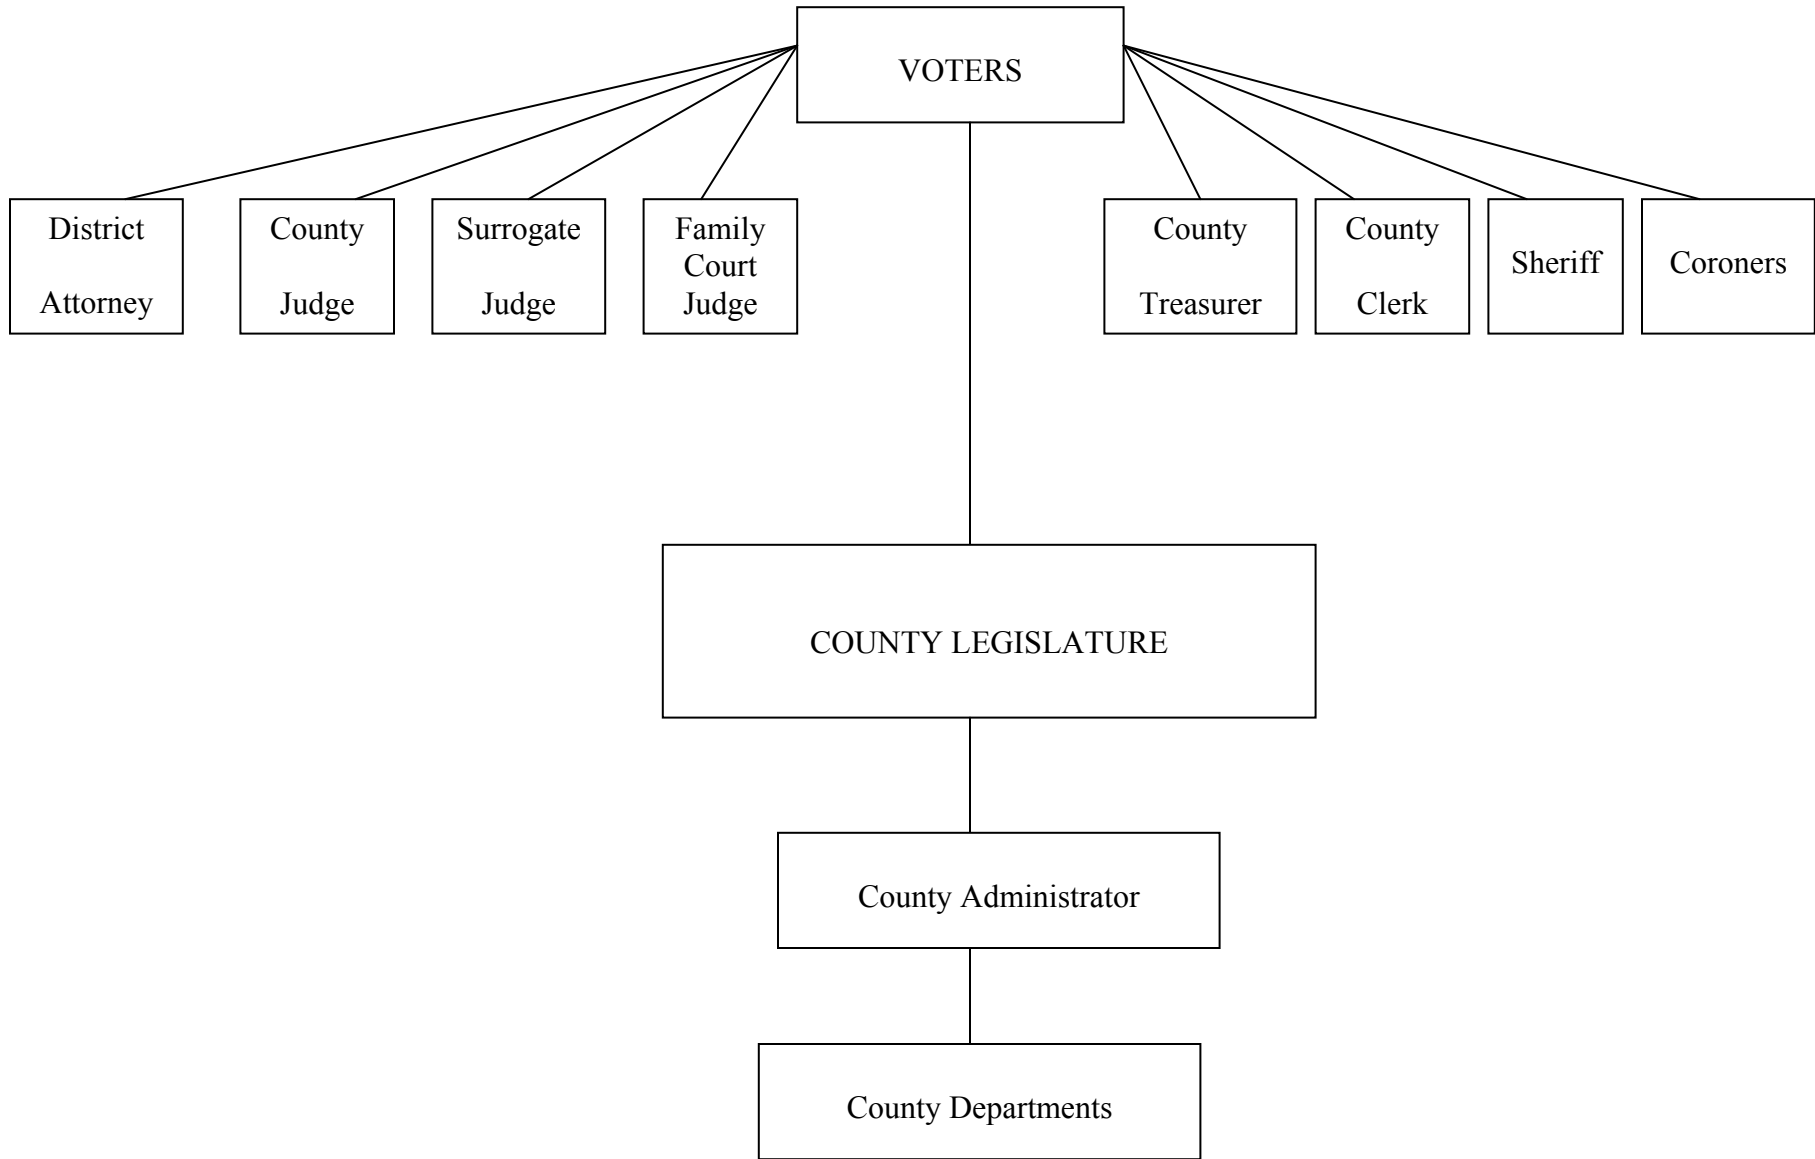 VOTERS
District
Attorney
County
Judge
Surrogate
Judge
Family
Court
Judge
County
Treasurer
County
Clerk
Sheriff
Coroners
COUNTY LEGISLATURE
County Administrator
County Departments